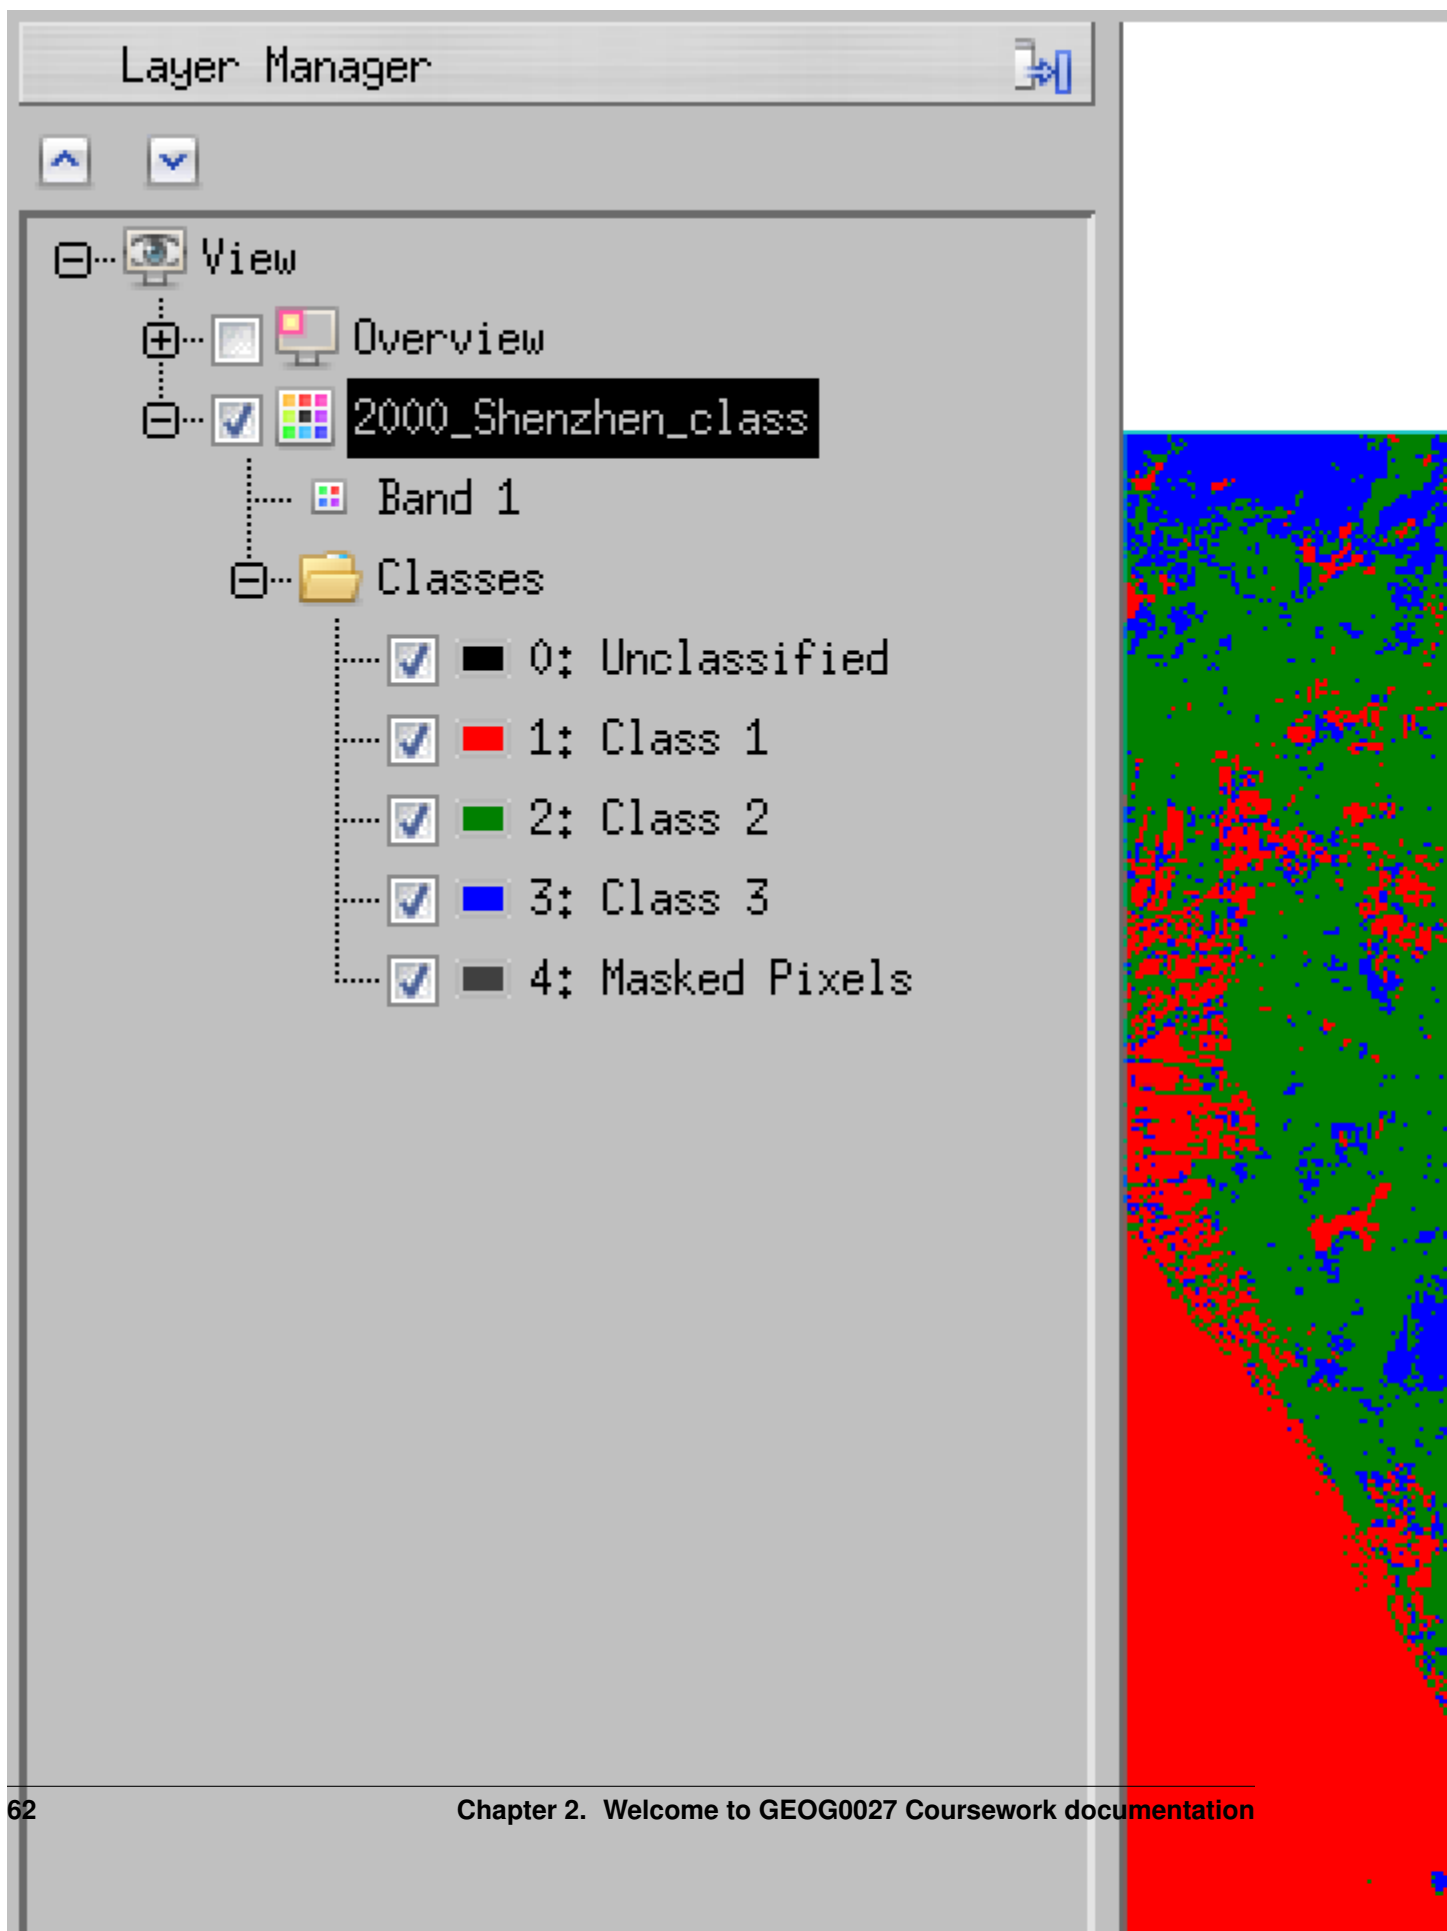 Layer Manager
View
Overview
2000_Shenzhen_class
Band 1
Classes
0: Unclassified
1: Class 1
2: Class 2
3: Class 3
4: Masked Pixels
62 Chapter 2. Welcome to GEOG0027 Coursework documentation